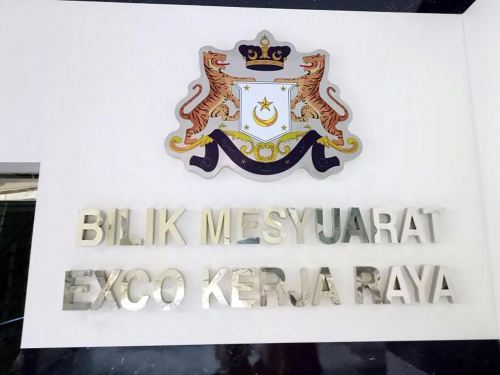 BILIK MESYUARAT
EXCO KERJA RAYA